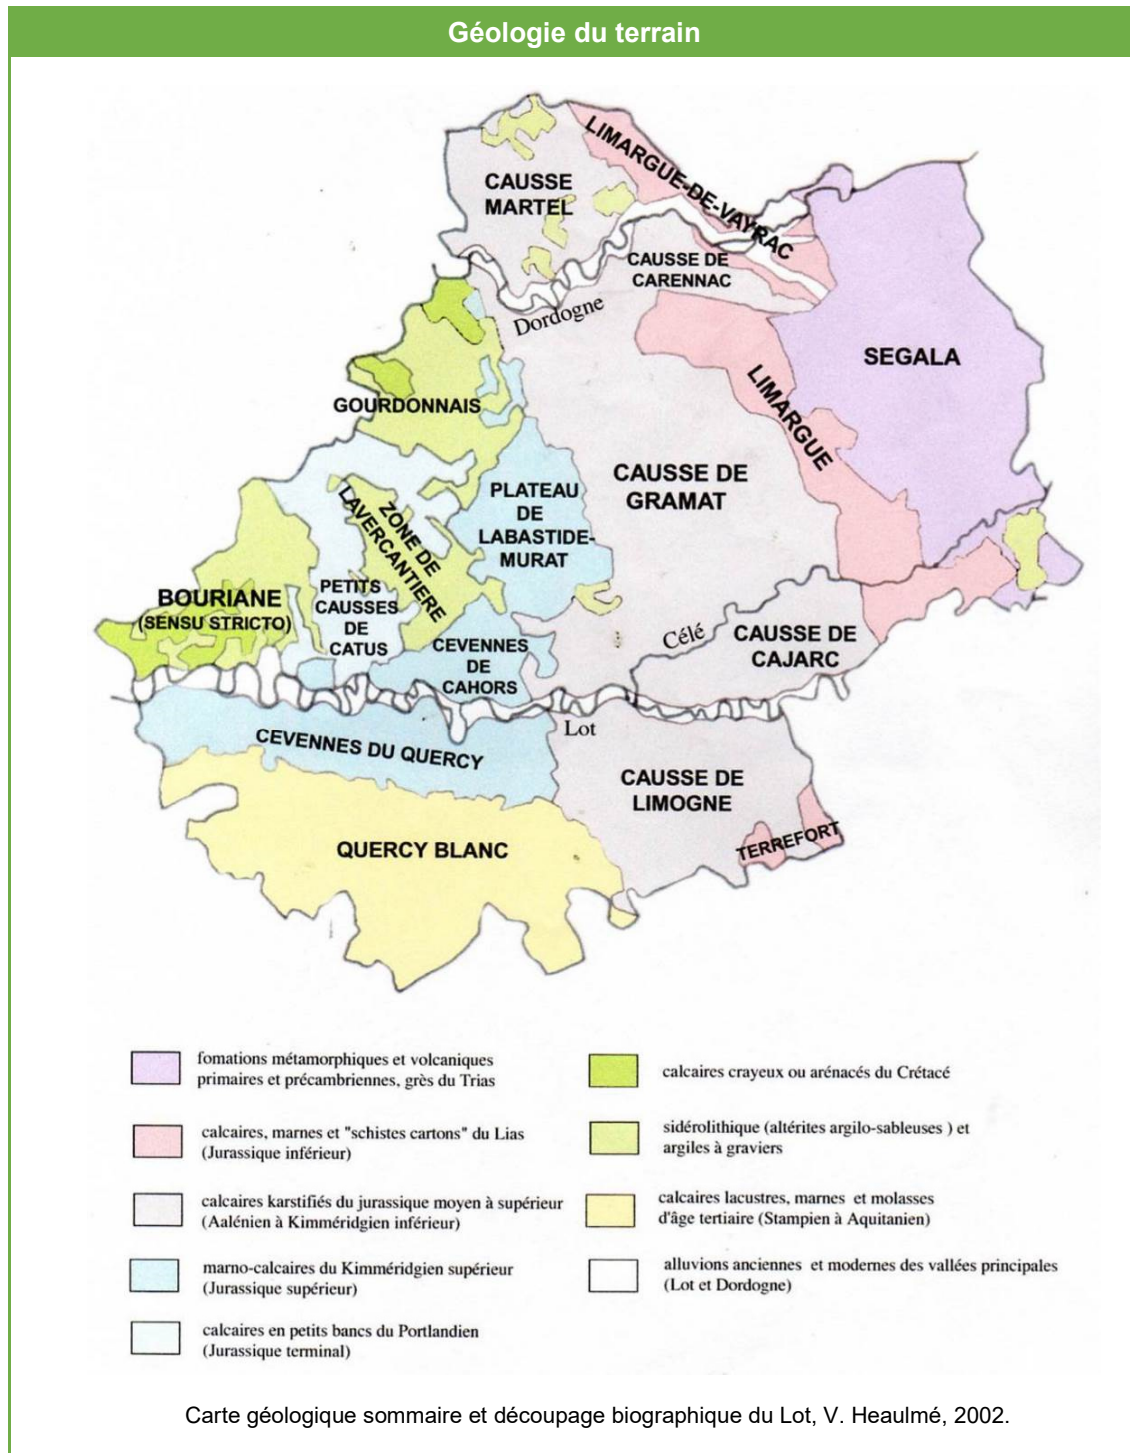 Géologie du terrain
LIMARGUE-DE-VAYRAC
CAUSSE
MARTEL
CAUSSE DE
CARENNAC
Dordogne
SEGALA
GOURDONNAIS
LIMARGUE
CAUSSE DE
GRAMAT
PLATEAU
DE
LABASTIDE-
MURAT
ZONE DE
LAVERCANTIERE
BOURIANE
(SENSU STRICTO)
PETITS
CAUSSES
DE
CATUS
CEVENNES
DE
CAHORS
Célé
CAUSSE DE
CAJARC
Lot
CEVENNES DU QUERCY
CAUSSE DE
LIMOGNE
TERREFORT
QUERCY BLANC
fomations métamorphiques et volcaniques
primaires et précambriennes, grès du Trias
calcaires, marnes et "schistes cartons" du Lias
(Jurassique inférieur)
calcaires karstifiés du jurassique moyen à supérieur
(Aalénien à Kimméridgien inférieur)
marno-calcaires du Kimméridgien supérieur
(Jurassique supérieur)
calcaires en petits bancs du Portlandien
(Jurassique terminal)
calcaires crayeux ou arénacés du Crétacé
sidérolithique (altérites argilo-sableuses ) et
argiles à graviers
calcaires lacustres, marnes et molasses
d'âge tertiaire (Stampien à Aquitanien)
alluvions anciennes et modernes des vallées principales
(Lot et Dordogne)
Carte géologique sommaire et découpage biographique du Lot, V. Heaulmé, 2002.